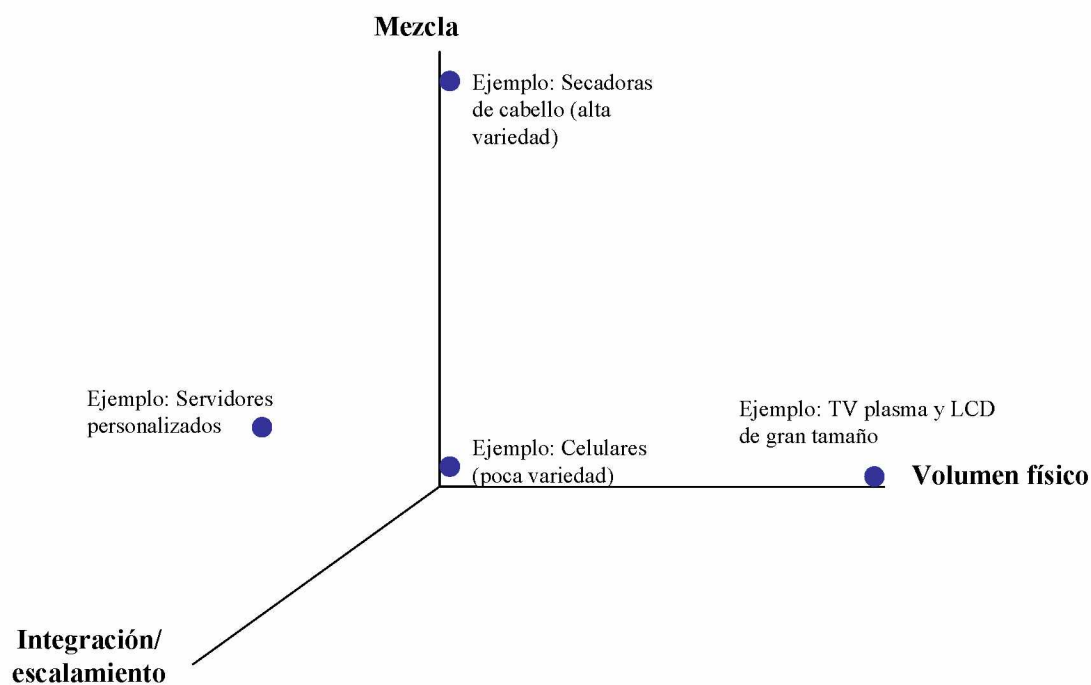 Mezcla
Ejemplo: Secadoras
de cabello (alta
variedad)
Ejemplo: Servidores
personalizados
Ejemplo: TV plasma y LCD
de gran tamaño
Ejemplo: Celulares
(poca variedad)
Volumen físico
Integración/
escalamiento